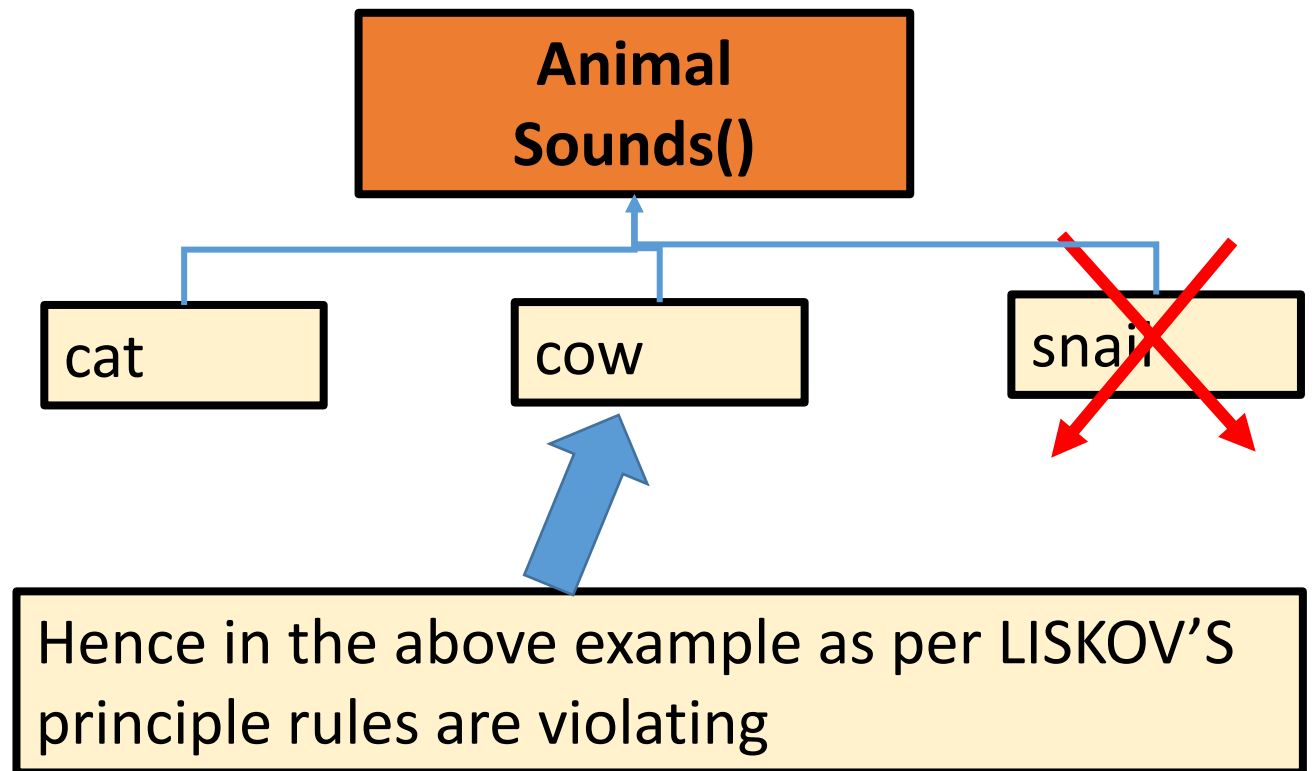 Animal
Sounds()
cat
cow
snail
Hence in the above example as per LISKOV’S
principle rules are violating